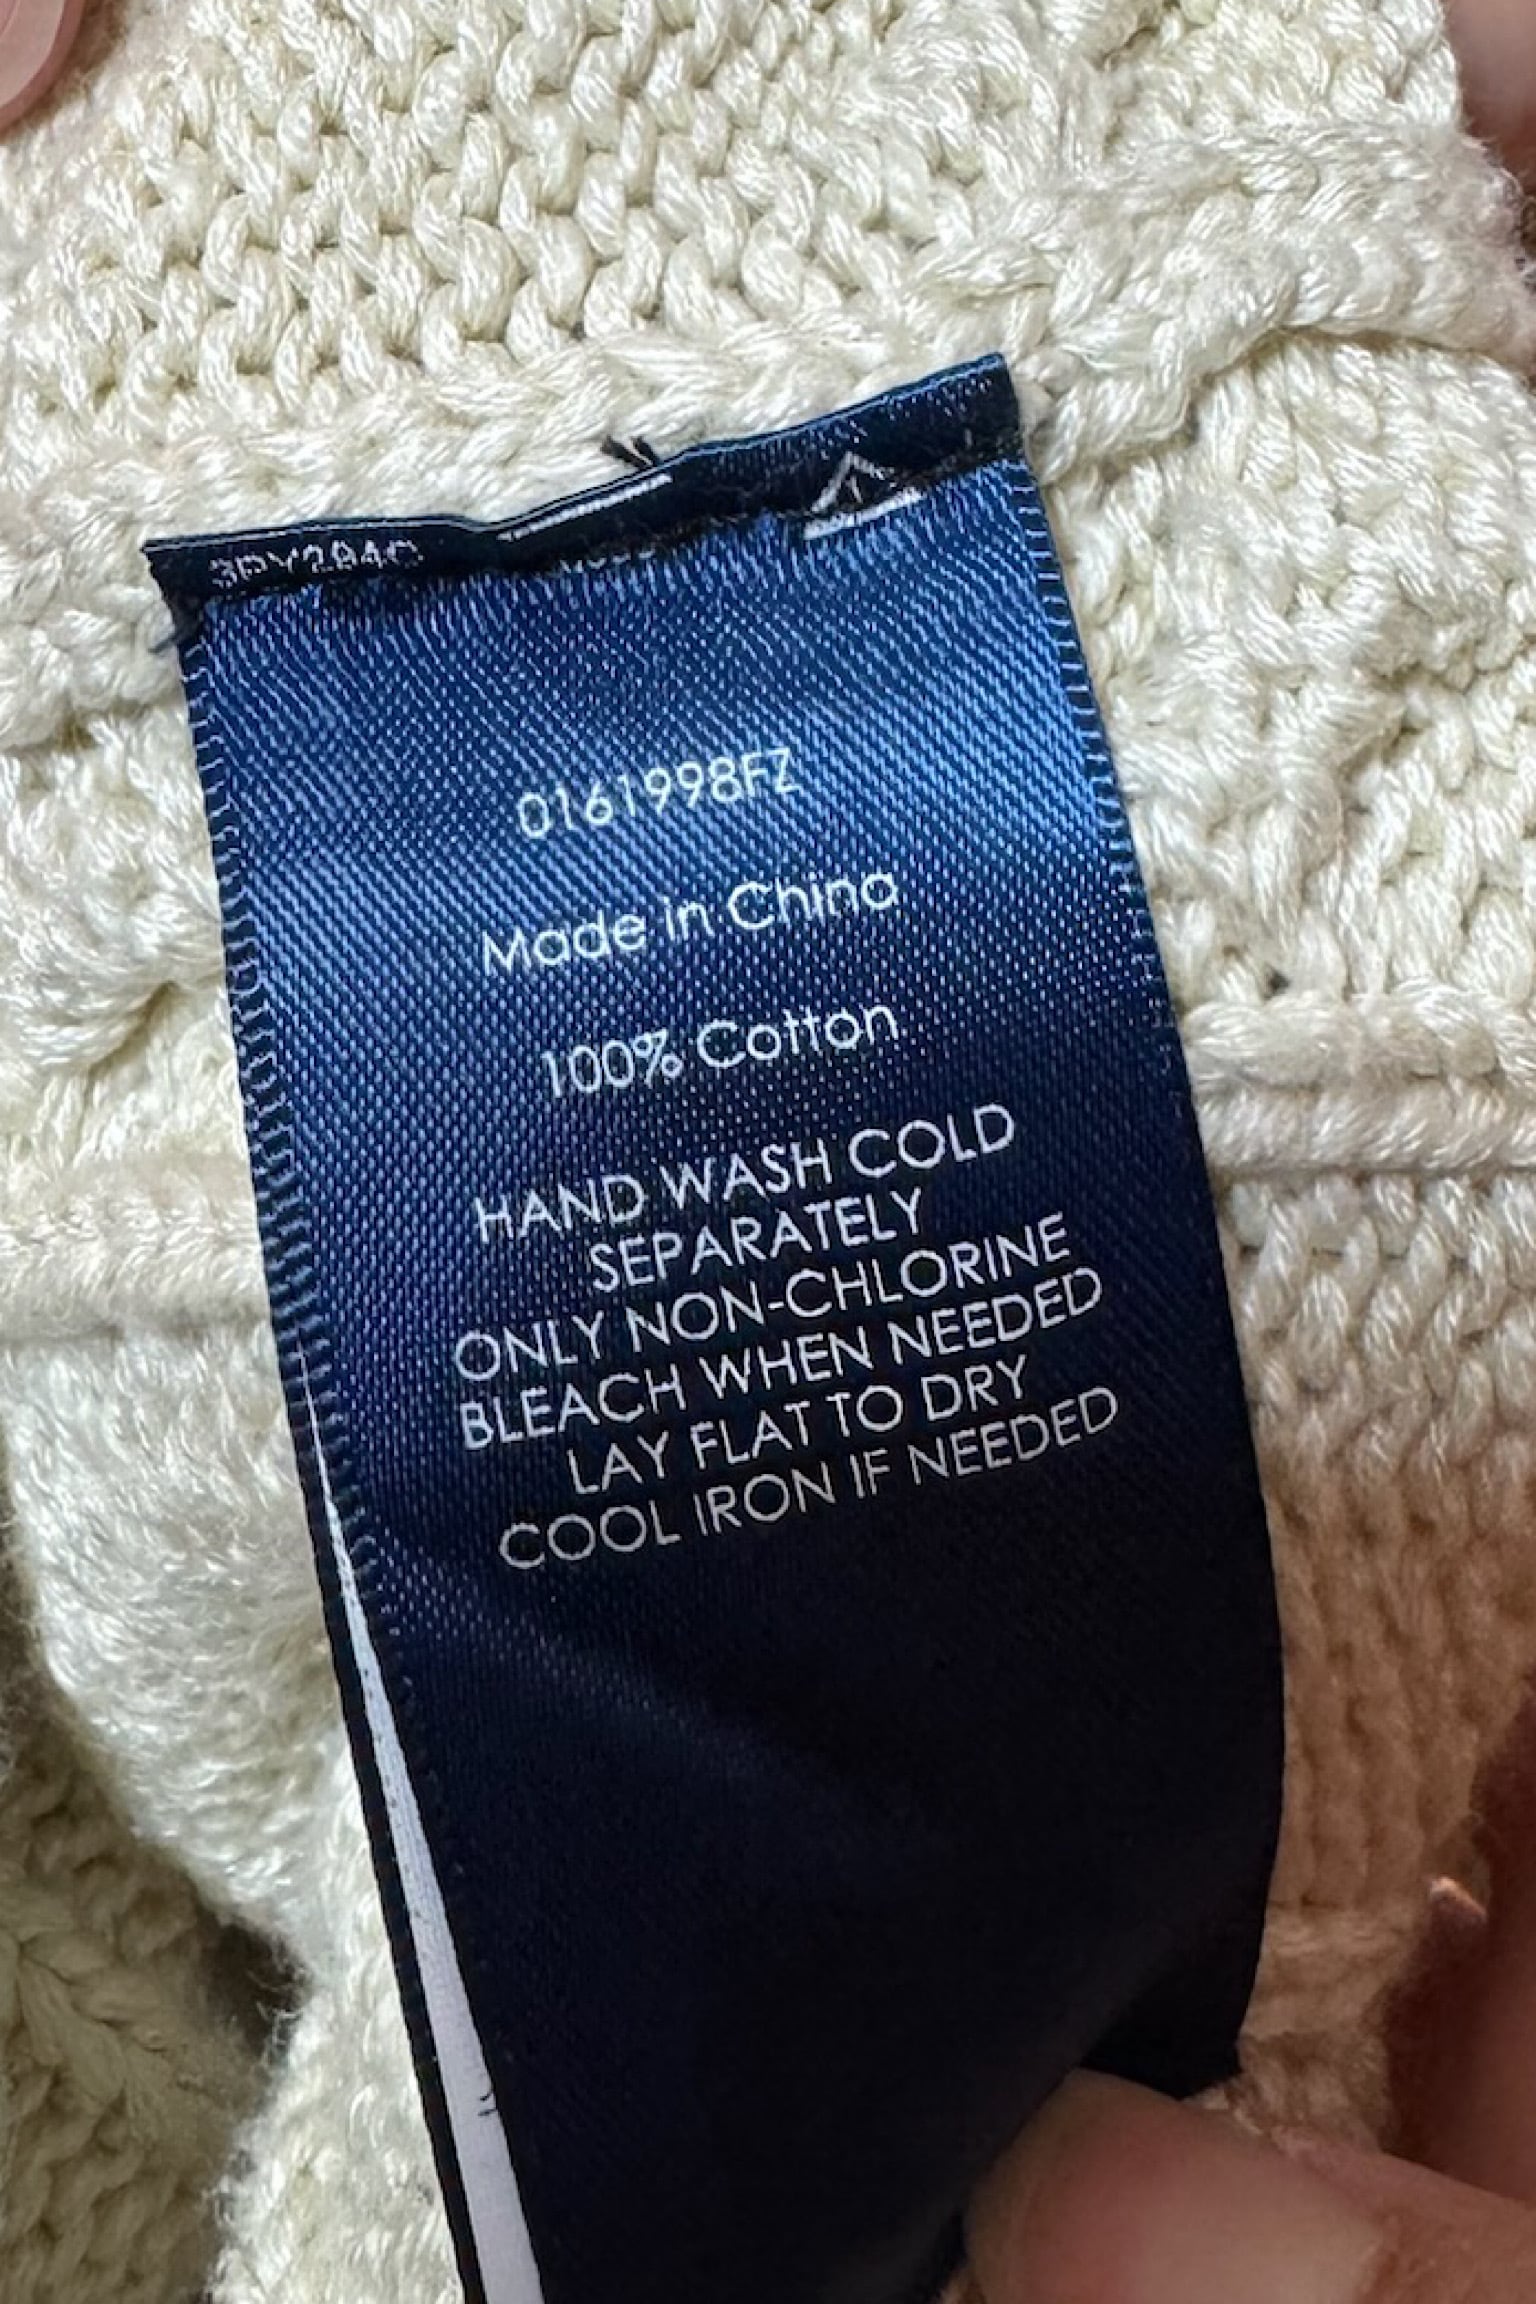 0161998FZ
Made in China
100% Cotton
HAND WASH COLD
SEPARATELY
ONLY NON-CHLORINE
BLEACH WHEN NEEDED
LAY FLAT TO DRY
COOL IRON IF NEEDED